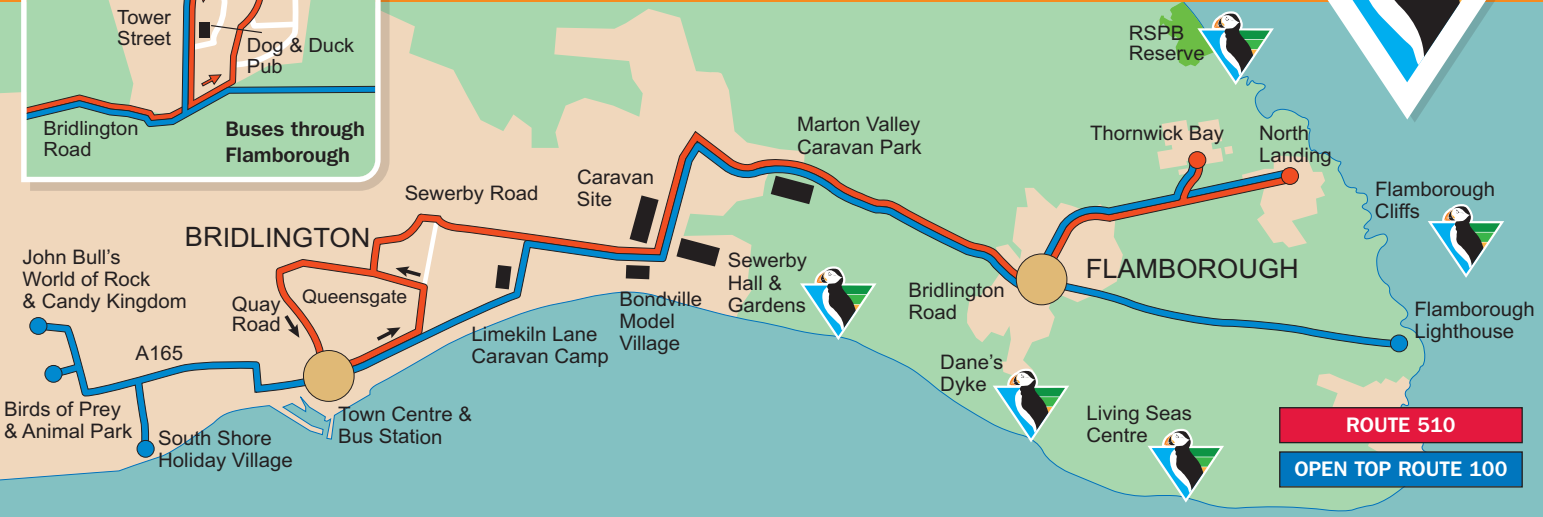 Tower
Street
Dog & Duck
Pub
Bridlington
Road
Buses through
Flamborough
RSPB
Reserve
Marton Valley
Caravan Park
Thornwick Bay
North
Landing
Caravan
Site
Sewerby Road
Flamborough
Cliffs
BRIDLINGTON
John Bull's
World of Rock
& Candy Kingdom
Quay
Road
Queensgate
Sewerby
Hall &
Gardens
Bridlington
Road
FLAMBOROUGH
Bondville
Model
Village
Limekiln Lane
Caravan Camp
Flamborough
Lighthouse
A165
Dane's
Dyke
Birds of Prey
& Animal Park
South Shore
Holiday Village
Town Centre &
Bus Station
Living Seas
Centre
ROUTE 510
OPEN TOP ROUTE 100